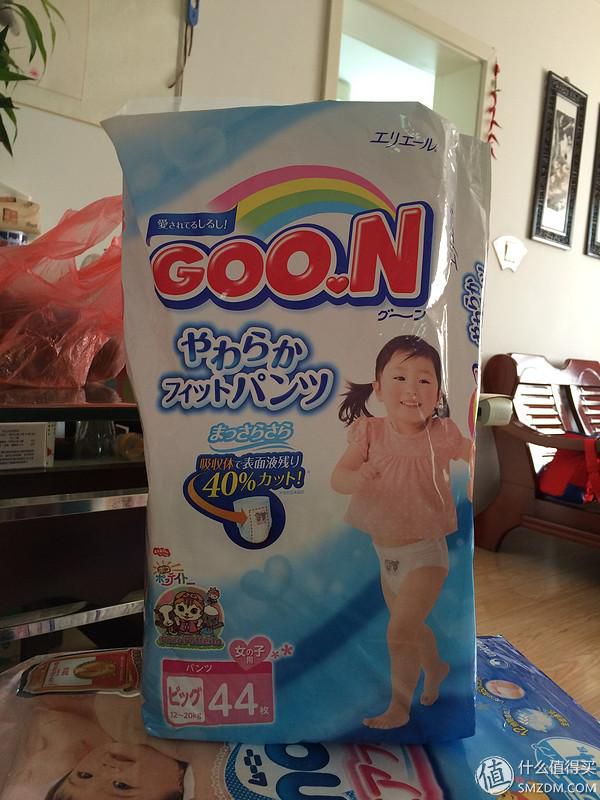 エリエール
愛されてるしるし!
GOO.N
グ〜ン
やわらか
フィットパンツ
まっさらさら
吸収体で表面液残り
40%カット!
女の子用
パンツ
ビッグ
44枚
12~20kg
什么值得买
SMZDM.COM